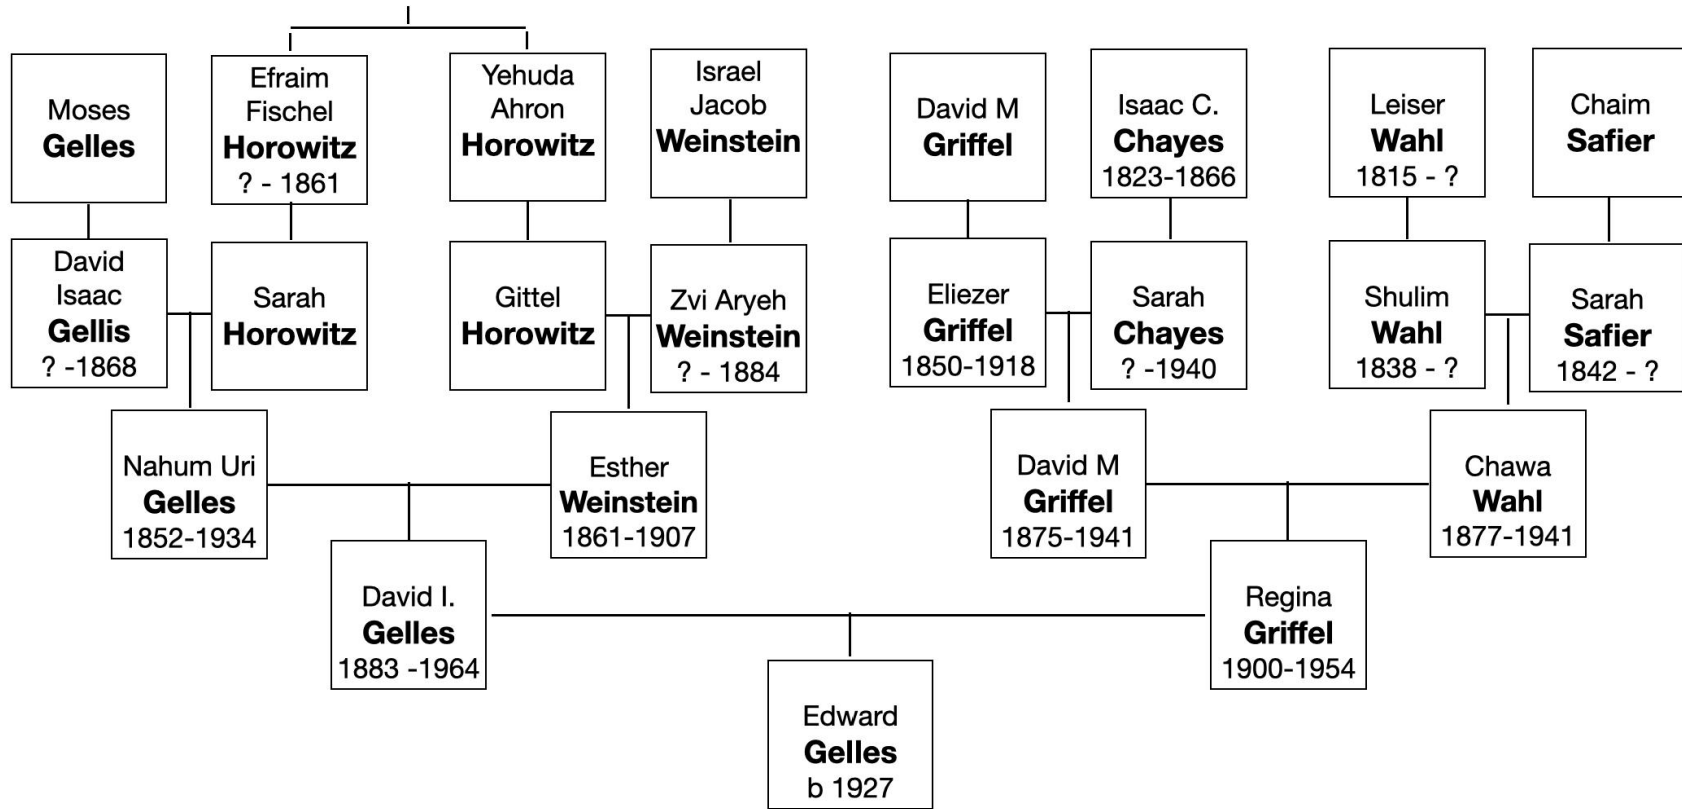 Moses
Gelles
Efraim
Fischel
Horowitz
? - 1861
Yehuda
Ahron
Horowitz
Israel
Jacob
Weinstein
David M
Griffel
Isaac C.
Chayes
1823-1866
Leiser
Wahl
1815 - ?
Chaim
Safier
David
Isaac
Gellis
? -1868
Sarah
Horowitz
Gittel
Horowitz
Zvi Aryeh
Weinstein
? - 1884
Eliezer
Griffel
1850-1918
Sarah
Chayes
? -1940
Shulim
Wahl
1838 - ?
Sarah
Safier
1842 - ?
Nahum Uri
Gelles
1852-1934
Esther
Weinstein
1861-1907
David M
Griffel
1875-1941
Chawa
Wahl
1877-1941
David I.
Gelles
1883 -1964
Regina
Griffel
1900-1954
Edward
Gelles
b 1927